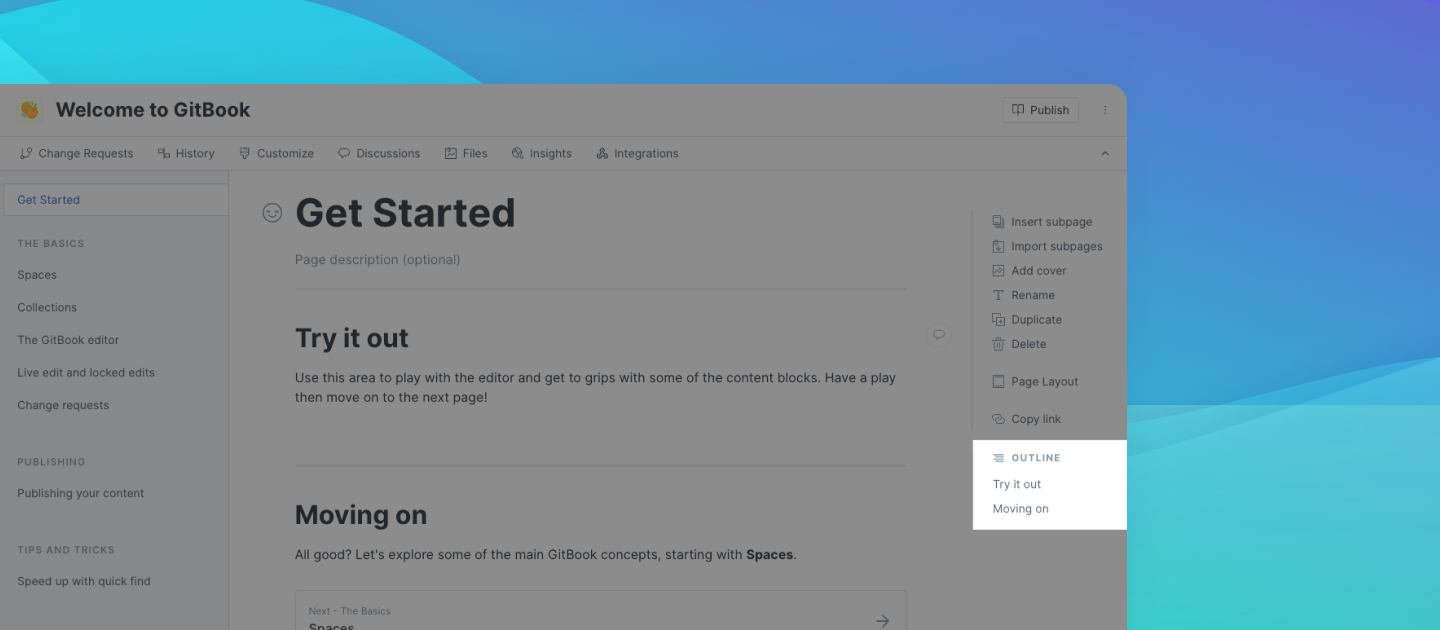 Welcome to GitBook
Publish
Change Requests
History
Customize
Discussions
Files
Insights
Integrations
Get Started
THE BASICS
Spaces
Collections
The GitBook editor
Live edit and locked edits
Change requests
PUBLISHING
Publishing your content
TIPS AND TRICKS
Speed up with quick find
Get Started
Page description (optional)
Try it out
Use this area to play with the editor and get to grips with some of the content blocks. Have a play
then move on to the next page!
Moving on
All good? Let's explore some of the main GitBook concepts, starting with Spaces.
Next - The Basics
Spaces
Insert subpage
Import subpages
Add cover
Rename
Duplicate
Delete
Page Layout
Copy link
OUTLINE
Try it out
Moving on